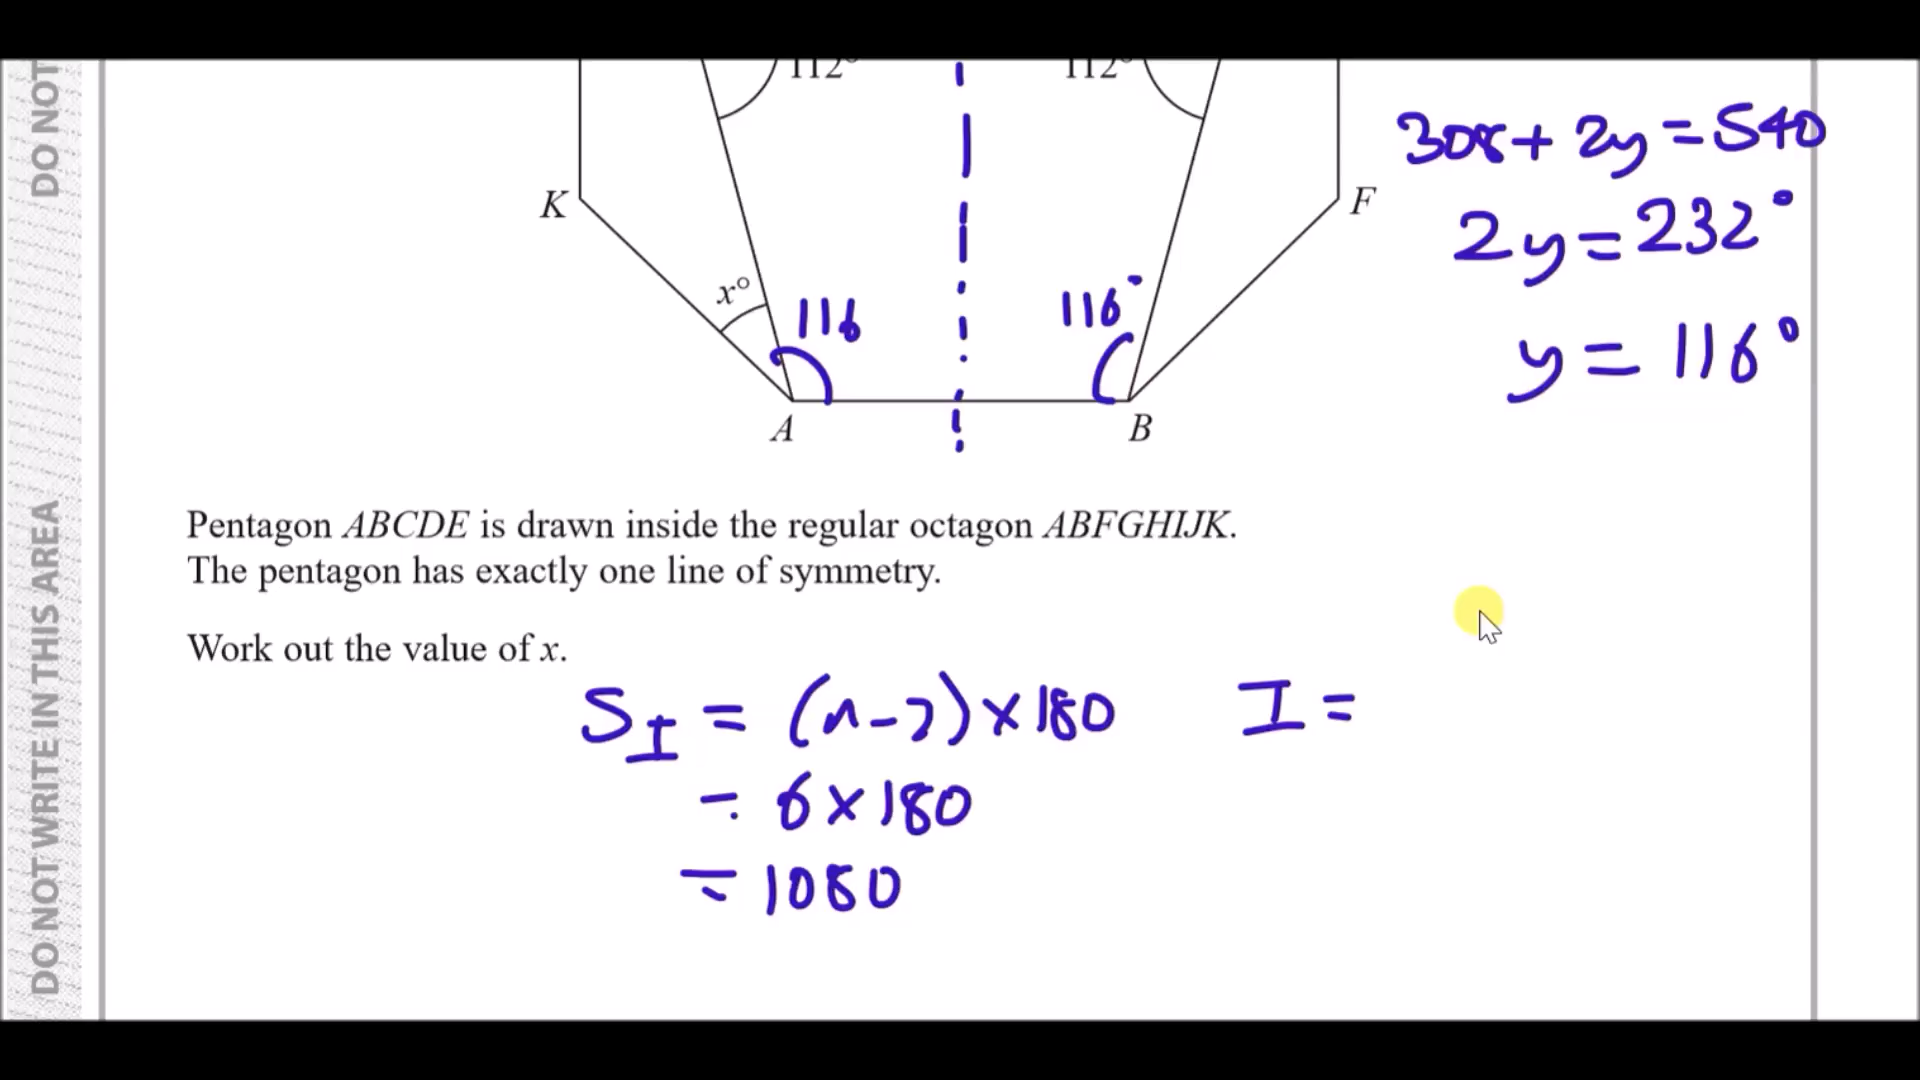 DO NOT
112°
112°
308 + 2y = 540
K
F
2y = 232°
x°
116
116°
y = 116°
A
B
Pentagon ABCDE is drawn inside the regular octagon ABFGHIJK.
The pentagon has exactly one line of symmetry.
Work out the value of x.
S_I = (n-2) × 180
I =
= 6 × 180
= 1080
DO NOT WRITE IN THIS AREA